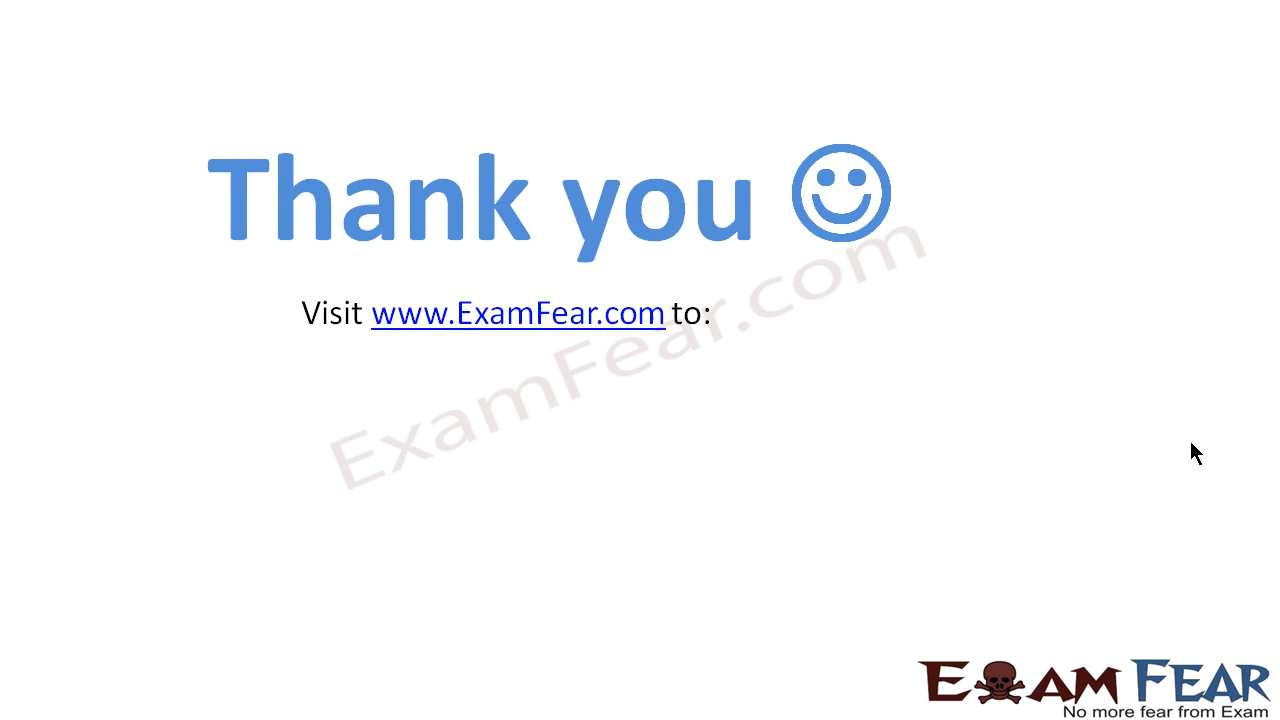 Thank you ☺
Visit www.ExamFear.com to:
ExamFear.com
EXAM FEAR
No more fear from Exam